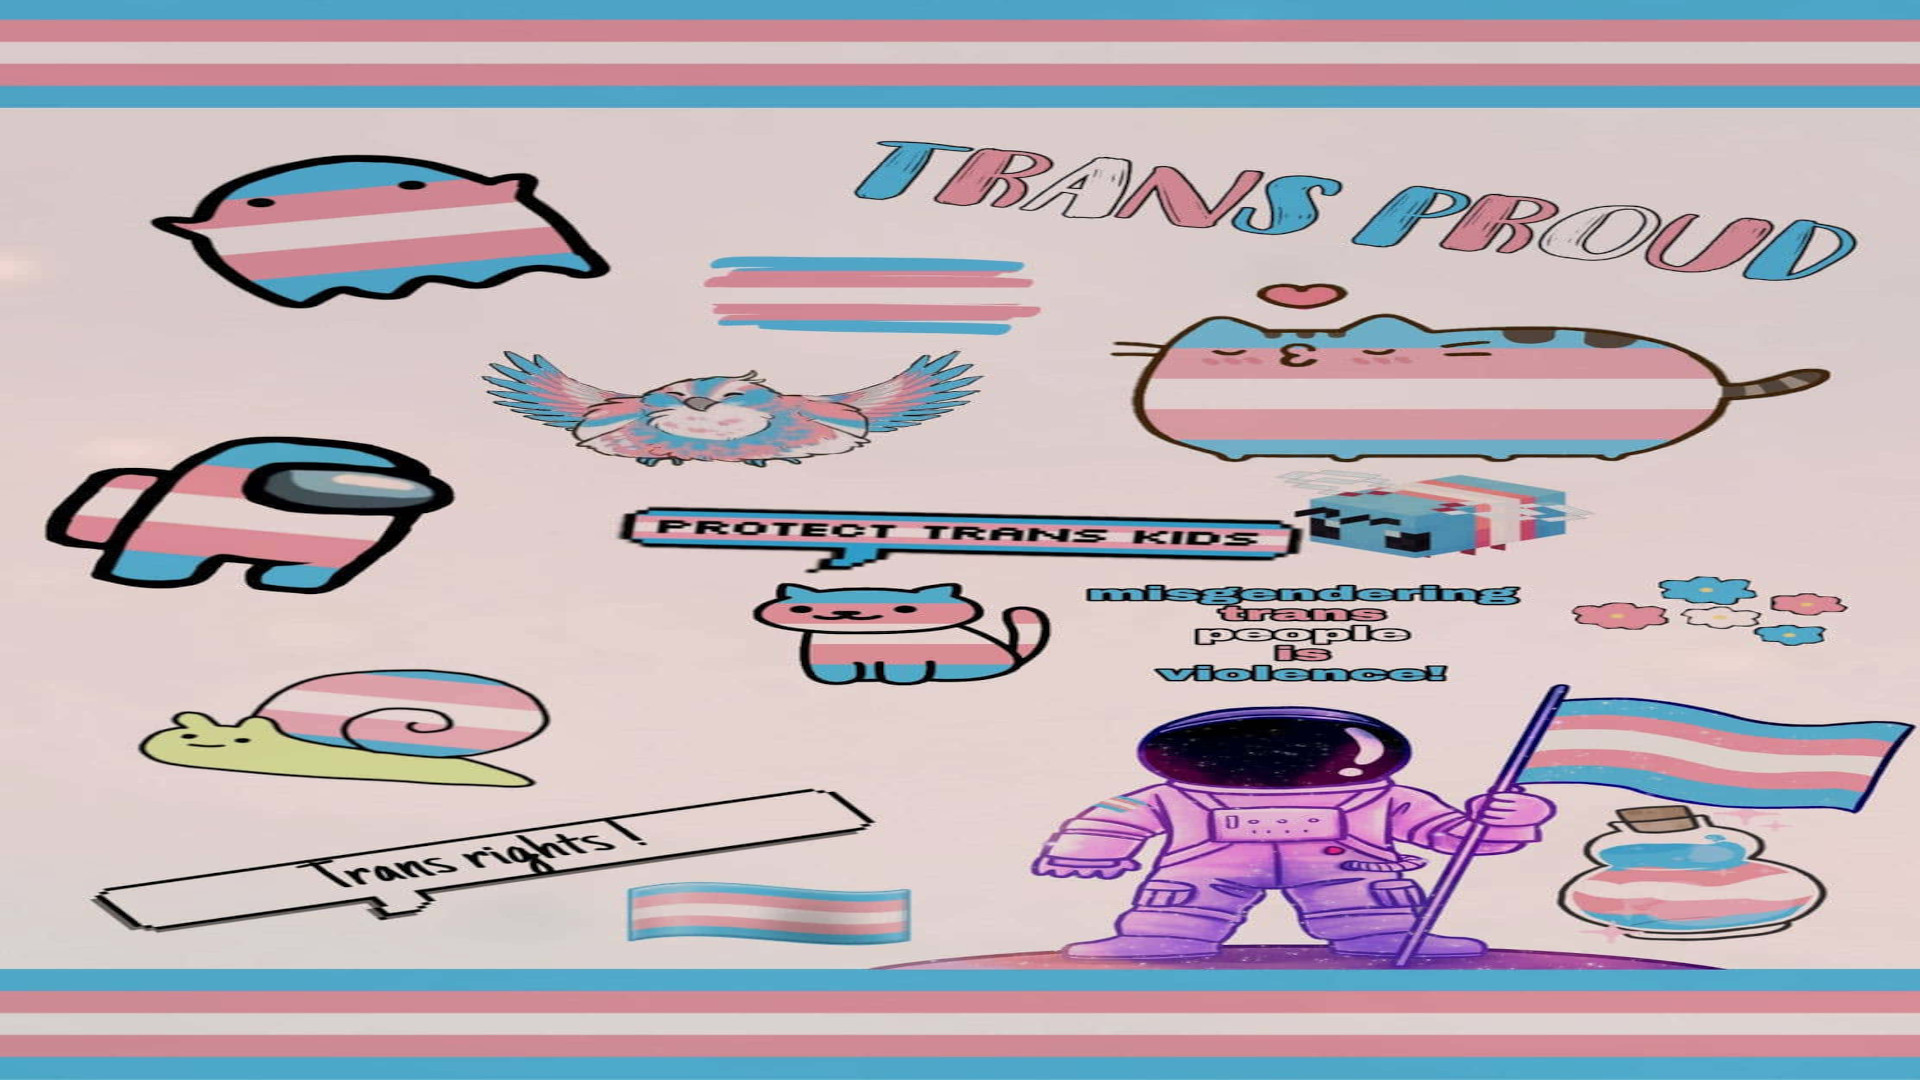 TRANS PROUD
PROTECT TRANS KIDS
misgendering
trans
people
is
violence!
Trans rights!